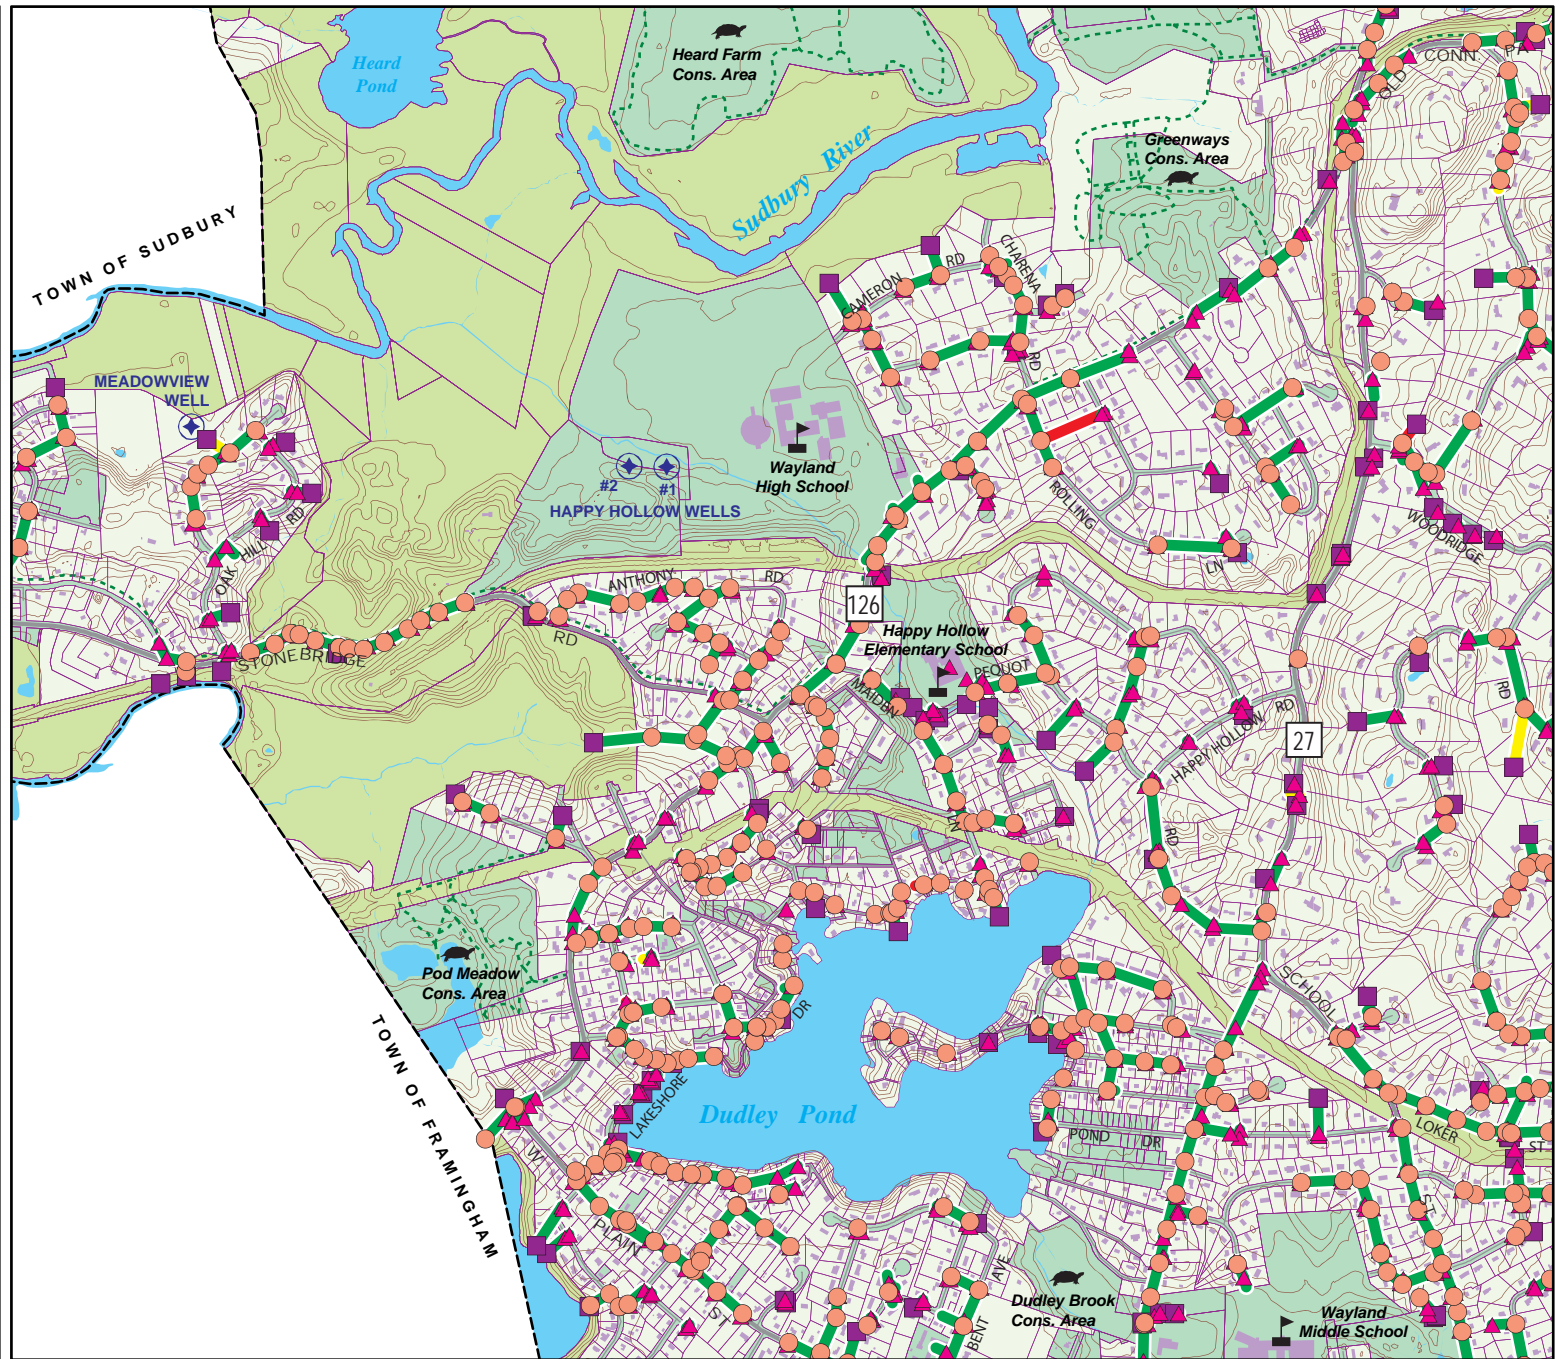 Heard
Pond
Heard Farm
Cons. Area
CONN. PA
OLD
Greenways
Cons. Area
Sudbury River
TOWN OF SUDBURY
CAMERON
RD
CHARENA
RD
MEADOWVIEW
WELL
Wayland
High School
#2
#1
HAPPY HOLLOW WELLS
ROLLING
LN
WOODRIDGE
OAK HILL
RD
ANTHONY
RD
126
STONEBRIDGE
RD
Happy Hollow
Elementary School
PEQUOT
MAIDEN
LN
HAPPY HOLLOW
RD
27
RD
RD
Pod Meadow
Cons. Area
DR
SCHOOL
TOWN OF FRAMINGHAM
LAKESHORE
Dudley Pond
POND DR
LOKER
ST
W
PLAIN
ST
ST
AVE
BENT
Dudley Brook
Cons. Area
Wayland
Middle School